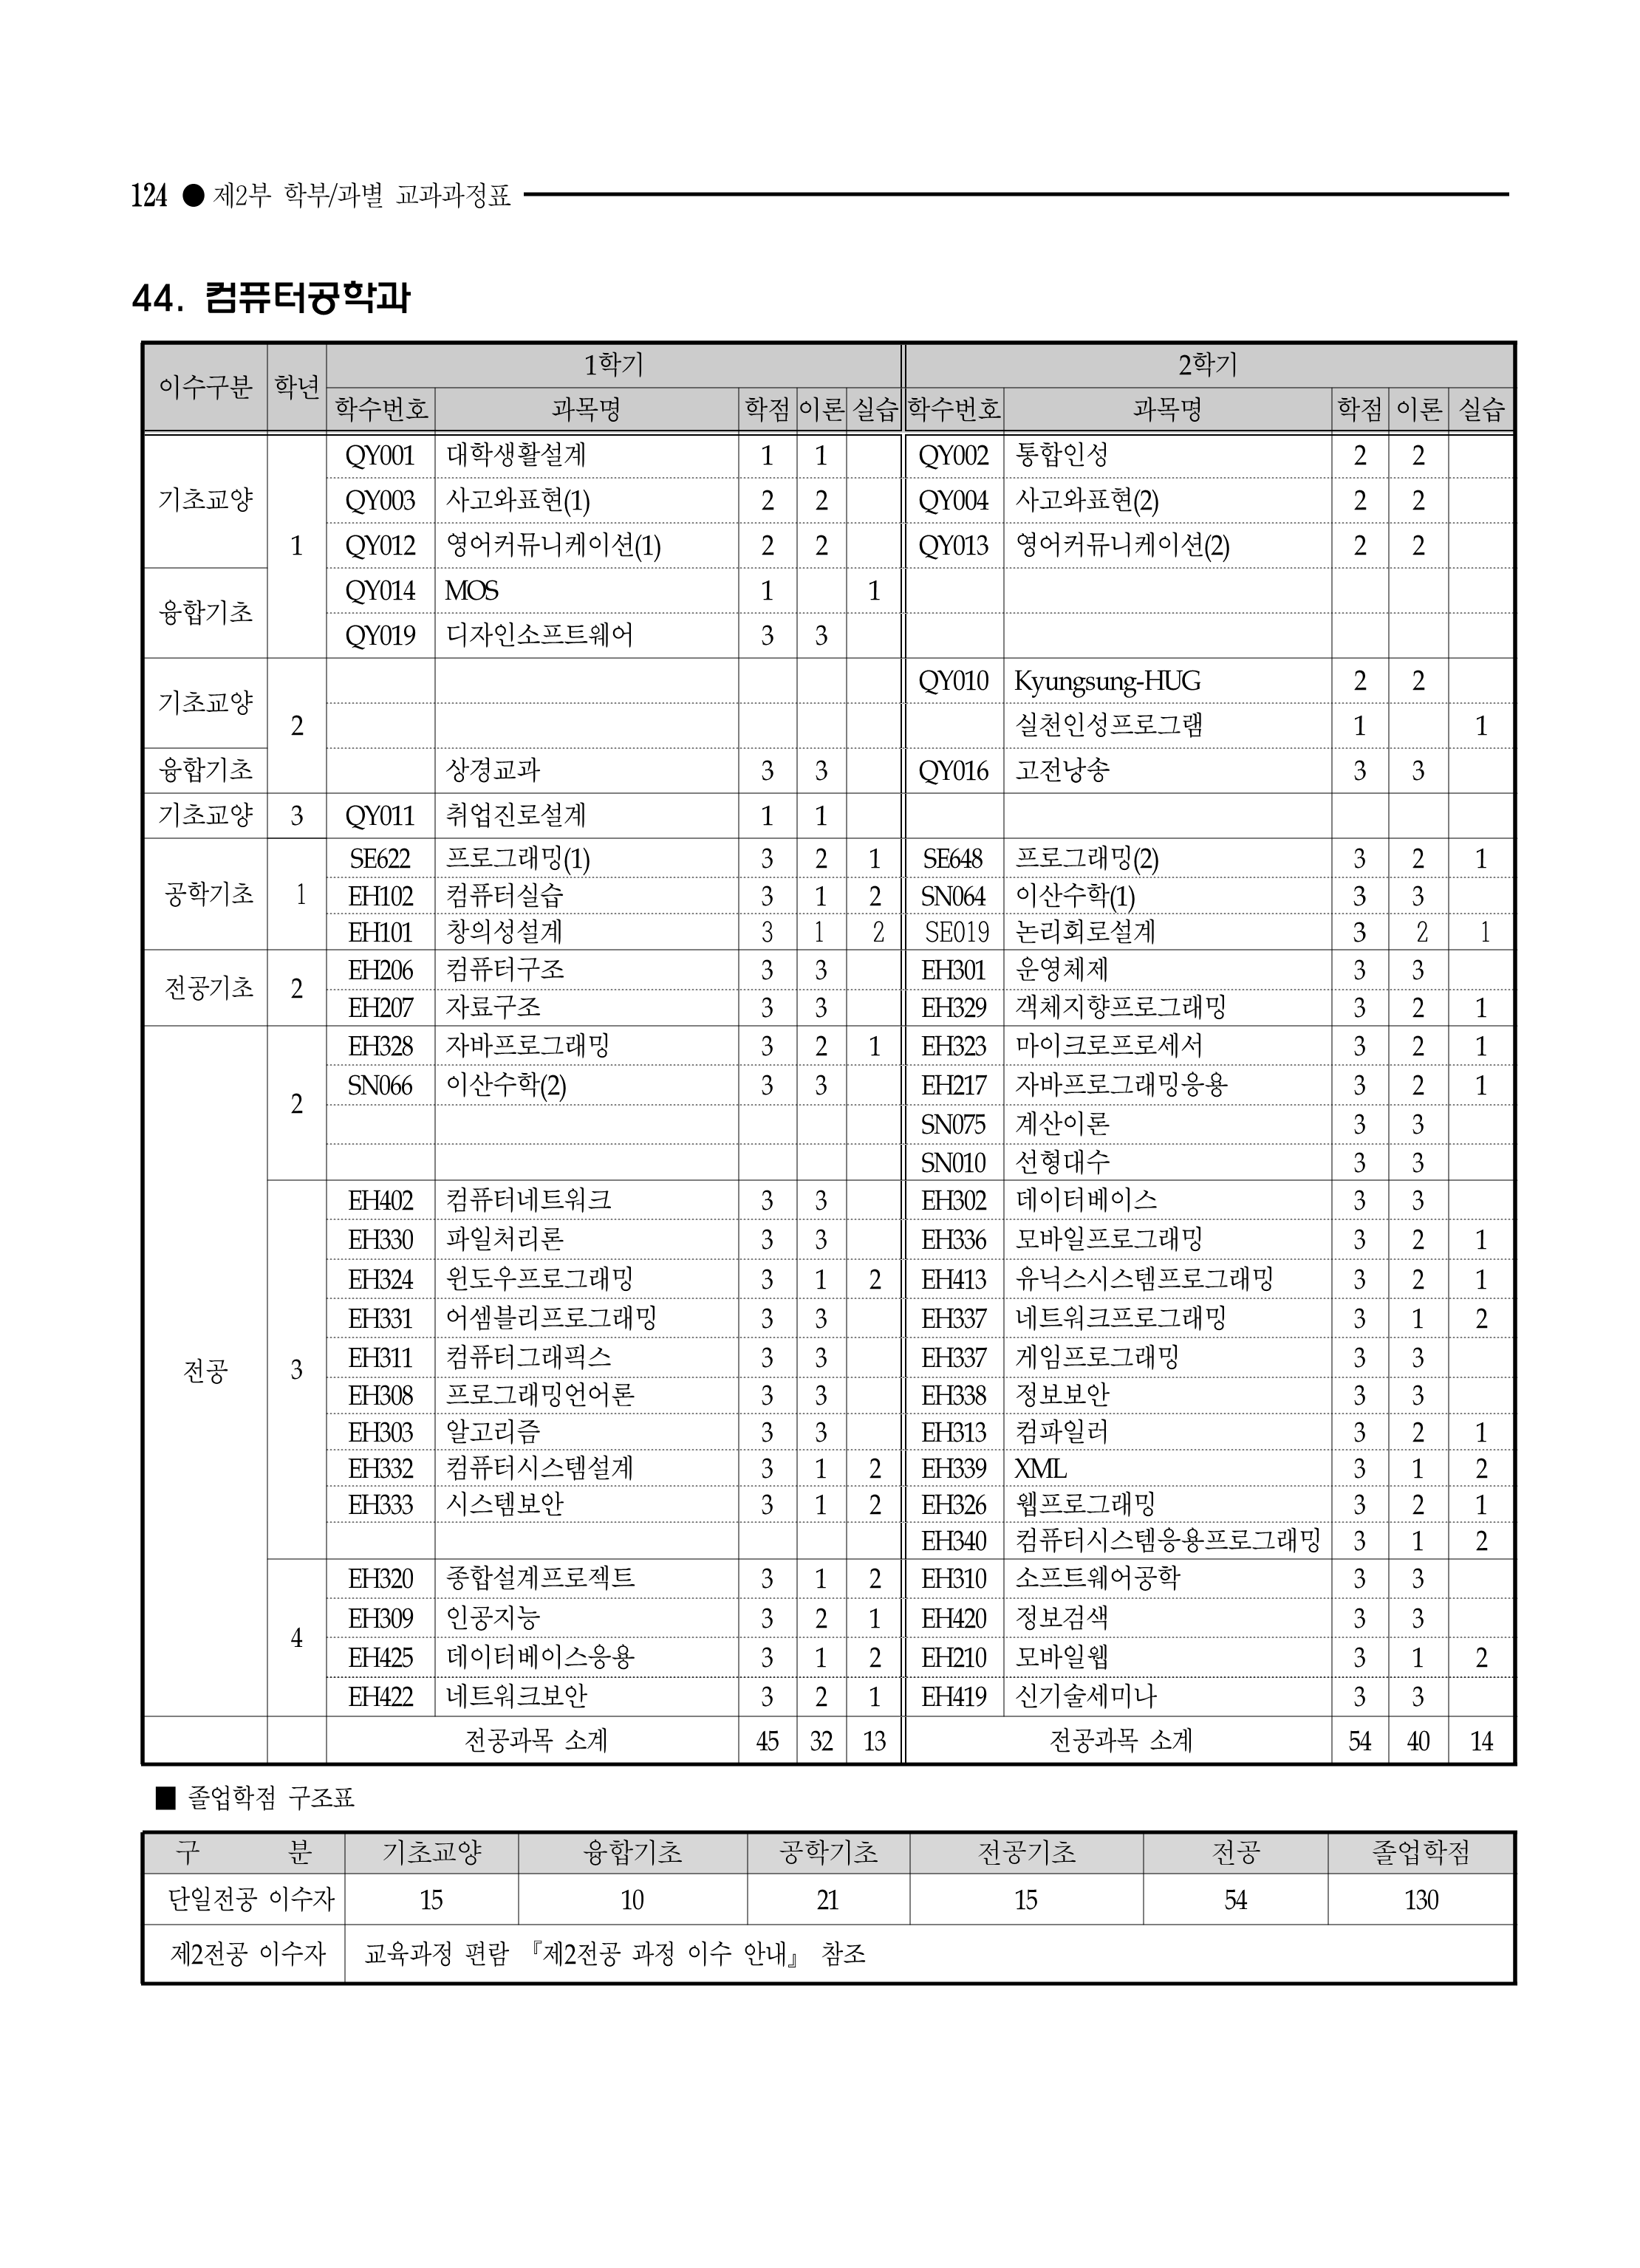 124 ● 제2부 학부/과별 교과과정표
44. 컴퓨터공학과
이수구분 학년 1학기 2학기
학수번호 과목명 학점 이론 실습 학수번호 과목명 학점 이론 실습
기초교양 1 QY001 대학생활설계 1 1 QY002 통합인성 2 2
QY003 사고와표현(1) 2 2 QY004 사고와표현(2) 2 2
QY012 영어커뮤니케이션(1) 2 2 QY013 영어커뮤니케이션(2) 2 2
융합기초 QY014 MOS 1 1
QY019 디자인소프트웨어 3 3
기초교양 2 QY010 Kyungsung-HUG 2 2
실천인성프로그램 1 1
융합기초 상경교과 3 3 QY016 고전낭송 3 3
기초교양 3 QY011 취업진로설계 1 1
공학기초 1 SE622 프로그래밍(1) 3 2 1 SE648 프로그래밍(2) 3 2 1
EH102 컴퓨터실습 3 1 2 SN064 이산수학(1) 3 3
EH101 창의성설계 3 1 2 SE019 논리회로설계 3 2 1
전공기초 2 EH206 컴퓨터구조 3 3 EH301 운영체제 3 3
EH207 자료구조 3 3 EH329 객체지향프로그래밍 3 2 1
전공 2 EH328 자바프로그래밍 3 2 1 EH323 마이크로프로세서 3 2 1
SN066 이산수학(2) 3 3 EH217 자바프로그래밍응용 3 2 1
SN075 계산이론 3 3
SN010 선형대수 3 3
3 EH402 컴퓨터네트워크 3 3 EH302 데이터베이스 3 3
EH330 파일처리론 3 3 EH336 모바일프로그래밍 3 2 1
EH324 윈도우프로그래밍 3 1 2 EH413 유닉스시스템프로그래밍 3 2 1
EH331 어셈블리프로그래밍 3 3 EH337 네트워크프로그래밍 3 1 2
EH311 컴퓨터그래픽스 3 3 EH337 게임프로그래밍 3 3
EH308 프로그래밍언어론 3 3 EH338 정보보안 3 3
EH303 알고리즘 3 3 EH313 컴파일러 3 2 1
EH332 컴퓨터시스템설계 3 1 2 EH339 XML 3 1 2
EH333 시스템보안 3 1 2 EH326 웹프로그래밍 3 2 1
EH340 컴퓨터시스템응용프로그래밍 3 1 2
4 EH320 종합설계프로젝트 3 1 2 EH310 소프트웨어공학 3 3
EH309 인공지능 3 2 1 EH420 정보검색 3 3
EH425 데이터베이스응용 3 1 2 EH210 모바일웹 3 1 2
EH422 네트워크보안 3 2 1 EH419 신기술세미나 3 3
전공과목 소계 45 32 13 전공과목 소계 54 40 14
■ 졸업학점 구조표
구 분 기초교양 융합기초 공학기초 전공기초 전공 졸업학점
단일전공 이수자 15 10 21 15 54 130
제2전공 이수자 교육과정 편람 『제2전공 과정 이수 안내』 참조